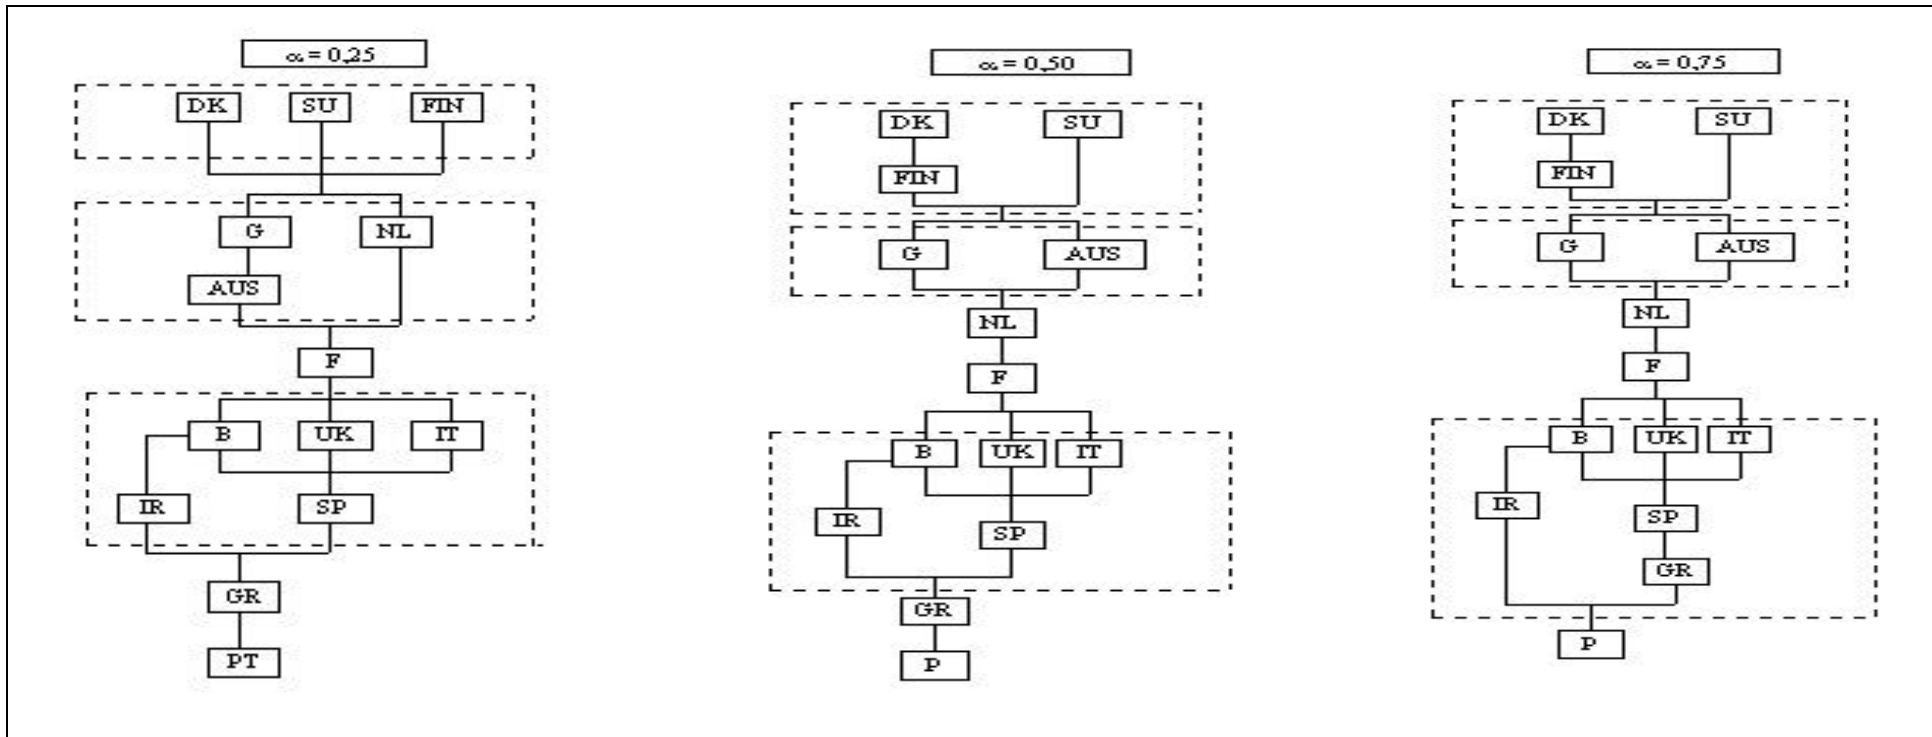 α = 0,25
DK SU FIN
G NL
AUS
F
B UK IT
IR SP
GR
PT
α = 0,50
DK SU
FIN
G AUS
NL
F
B UK IT
IR SP
GR
P
α = 0,75
DK SU
FIN
G AUS
NL
F
B UK IT
IR SP
GR
P